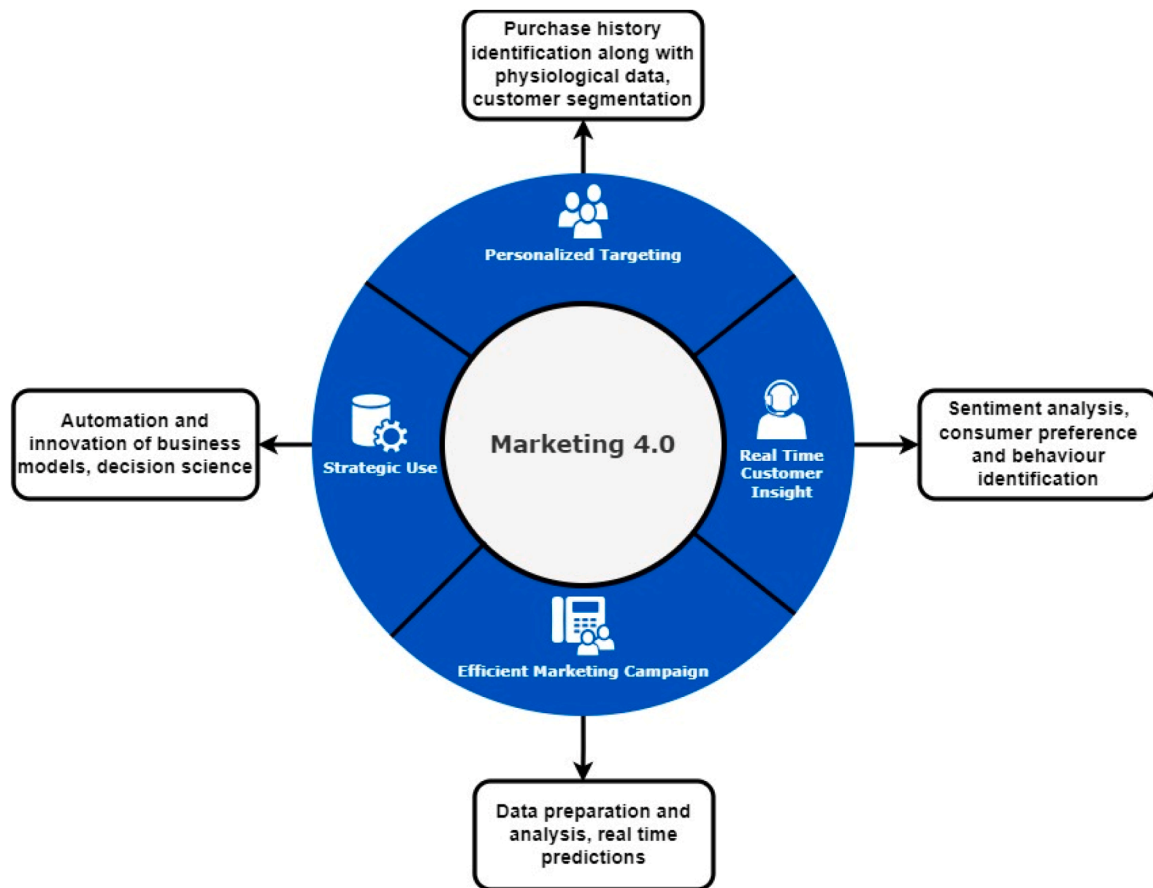 Purchase history
identification along with
physiological data,
customer segmentation
Personalized Targeting
Automation and
innovation of business
models, decision science
Strategic Use
Marketing 4.0
Real Time
Customer
Insight
Sentiment analysis,
consumer preference
and behaviour
identification
Efficient Marketing Campaign
Data preparation and
analysis, real time
predictions